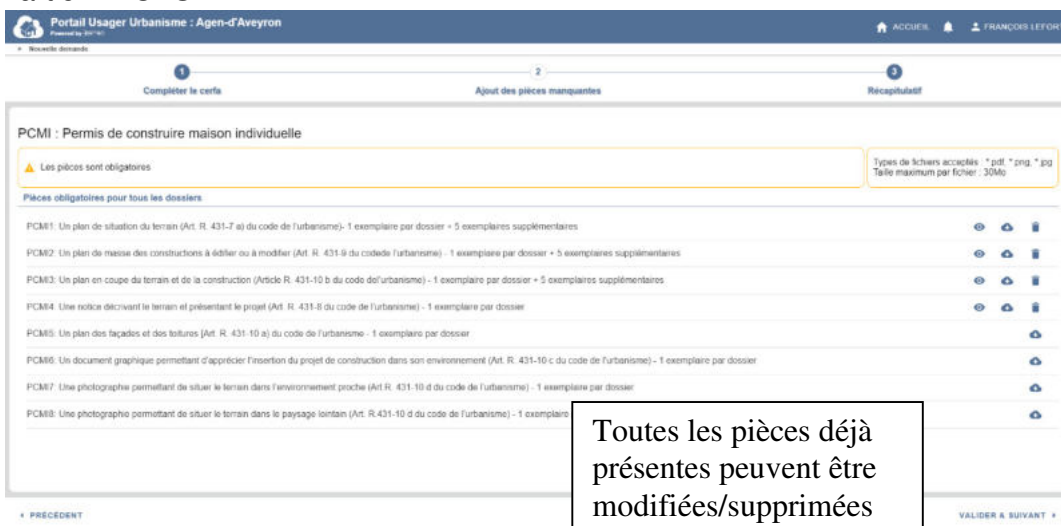 Portail Usager Urbanisme : Agen-d'Aveyron
Powered by
ACCUEIL
FRANÇOIS LEFOR
Nouvelle demande
1
2
3
Compléter le cerfa
Ajout des pièces manquantes
Récapitulatif
PCMI : Permis de construire maison individuelle
Les pièces sont obligatoires
Types de fichiers acceptés : *.pdf, *.png, *.jpg
Taille maximum par fichier : 30Mo
Pièces obligatoires pour tous les dossiers
PCMI1: Un plan de situation du terrain (Art. R. 431-7 a) du code de l'urbanisme)- 1 exemplaire par dossier + 5 exemplaires supplémentaires
PCMI2: Un plan de masse des constructions à édifier ou à modifier (Art. R. 431-9 du codede l'urbanisme) - 1 exemplaire par dossier + 5 exemplaires supplémentaires
PCMI3: Un plan en coupe du terrain et de la construction (Article R. 431-10 b du code del'urbanisme) - 1 exemplaire par dossier + 5 exemplaires supplémentaires
PCMI4: Une notice décrivant le terrain et présentant le projet (Art. R. 431-8 du code de l'urbanisme) - 1 exemplaire par dossier
PCMI5: Un plan des façades et des toitures [Art. R. 431-10 a) du code de l'urbanisme - 1 exemplaire par dossier
PCMI6: Un document graphique permettant d'apprécier l'insertion du projet de construction dans son environnement (Art. R. 431-10 c du code de l'urbanisme) - 1 exemplaire par dossier
PCMI7: Une photographie permettant de situer le terrain dans l'environnement proche (Art.R. 431-10 d du code de l'urbanisme) - 1 exemplaire par dossier
PCMI8: Une photographie permettant de situer le terrain dans le paysage lointain (Art. R.431-10 d du code de l'urbanisme) - 1 exemplaire
Toutes les pièces déjà
présentes peuvent être
modifiées/supprimées
PRÉCÉDENT
VALIDER & SUIVANT